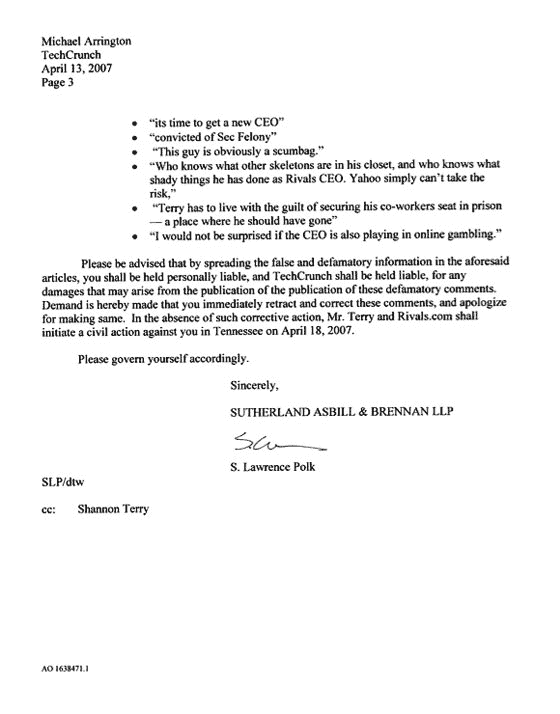 Michael Arrington
TechCrunch
April 13, 2007
Page 3
• “its time to get a new CEO”
• “convicted of Sec Felony”
• “This guy is obviously a scumbag.”
• “Who knows what other skeletons are in his closet, and who knows what
shady things he has done as Rivals CEO. Yahoo simply can’t take the
risk,”
• “Terry has to live with the guilt of securing his co-workers seat in prison
— a place where he should have gone”
• “I would not be surprised if the CEO is also playing in online gambling.”
Please be advised that by spreading the false and defamatory information in the aforesaid
articles, you shall be held personally liable, and TechCrunch shall be held liable, for any
damages that may arise from the publication of the publication of these defamatory comments.
Demand is hereby made that you immediately retract and correct these comments, and apologize
for making same. In the absence of such corrective action, Mr. Terry and Rivals.com shall
initiate a civil action against you in Tennessee on April 18, 2007.
Please govern yourself accordingly.
Sincerely,
SUTHERLAND ASBILL & BRENNAN LLP
S. Lawrence Polk
SLP/dtw
cc: Shannon Terry
AO 1638471.1